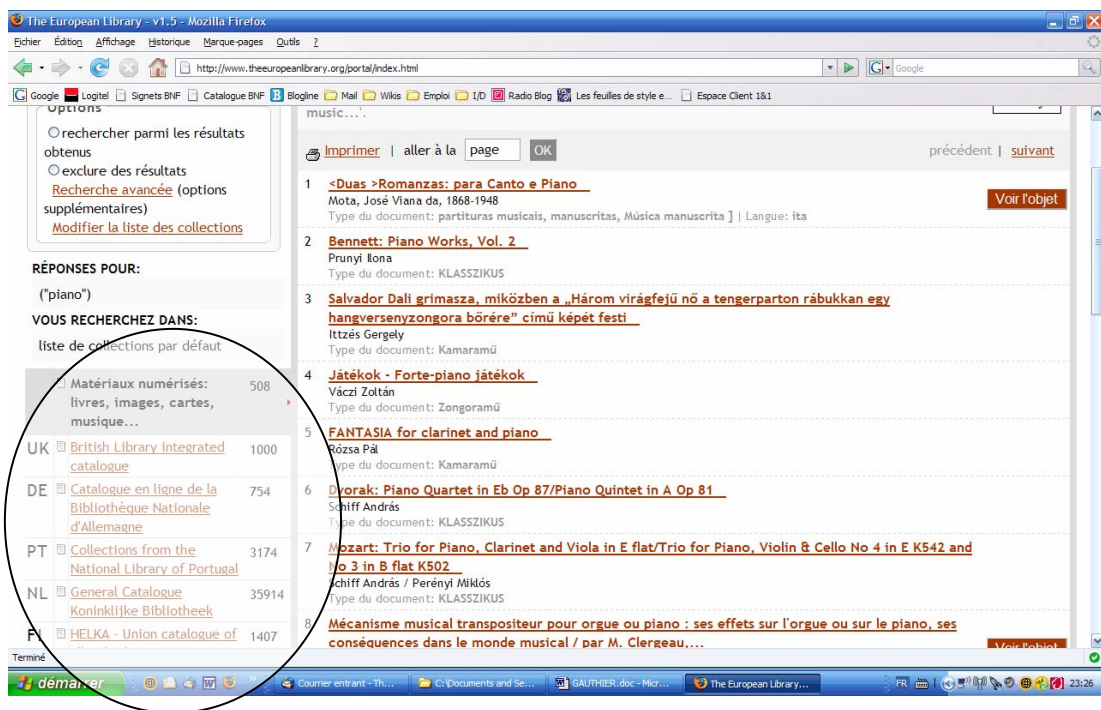 The European Library - v1.5 - Mozilla Firefox
Fichier Édition Affichage Historique Marque-pages Outils ?
http://www.theeuropeanlibrary.org/portal/index.html
Google
Google Logitel Signets BNF Catalogue BNF Blogline Mail Wikis Emploi I/D Radio Blog Les feuilles de style e... Espace Client 1&1
Options
rechercher parmi les résultats
obtenus
exclure des résultats
Recherche avancée (options
supplémentaires)
Modifier la liste des collections
RÉPONSES POUR:
("piano")
VOUS RECHERCHEZ DANS:
liste de collections par défaut
Matériaux numérisés: 508
livres, images, cartes,
musique...
UK British Library integrated 1000
catalogue
DE Catalogue en ligne de la 754
Bibliothèque Nationale
d'Allemagne
PT Collections from the 3174
National Library of Portugal
NL General Catalogue 35914
Koninklijke Bibliotheek
FI HELKA - Union catalogue of 1407
music...'.
Imprimer | aller à la page OK précédent | suivant
1 <Duas >Romanzas: para Canto e Piano
Mota, José Viana da, 1868-1948
Voir l'objet
Type du document: partituras musicais, manuscritas, Música manuscrita ] | Langue: ita
2 Bennett: Piano Works, Vol. 2
Prunyi Ilona
Type du document: KLASSZIKUS
3 Salvador Dali grimasza, miközben a „Három virágfejű nő a tengerparton rábukkan egy
hangversenyzongora bőrére” című képét festi
Ittzés Gergely
Type du document: Kamaramű
4 Játékok - Forte-piano játékok
Váczi Zoltán
Type du document: Zongoramű
5 FANTASIA for clarinet and piano
Rózsa Pál
Type du document: Kamaramű
6 Dvorak: Piano Quartet in Eb Op 87/Piano Quintet in A Op 81
Schiff András
Type du document: KLASSZIKUS
7 Mozart: Trio for Piano, Clarinet and Viola in E flat/Trio for Piano, Violin & Cello No 4 in E K542 and
No 3 in B flat K502
Schiff András / Perényi Miklós
Type du document: KLASSZIKUS
8 Mécanisme musical transpositeur pour orgue ou piano : ses effets sur l'orgue ou sur le piano, ses
conséquences dans le monde musical / par M. Clergeau,...
Voir l'objet
Terminé
démarrer Courrier entrant - Th... C:\Documents and Se... GAUTHIER.doc - Micr... The European Library... FR 23:26